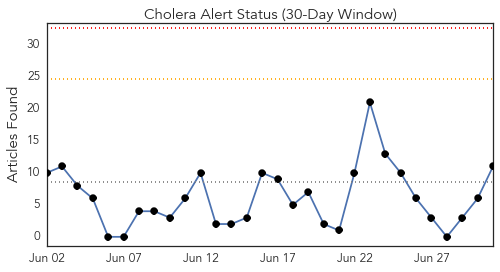 Cholera Alert Status (30-Day Window)
Articles Found
30
25
20
15
10
5
0
Jun 02
Jun 07
Jun 12
Jun 17
Jun 22
Jun 27